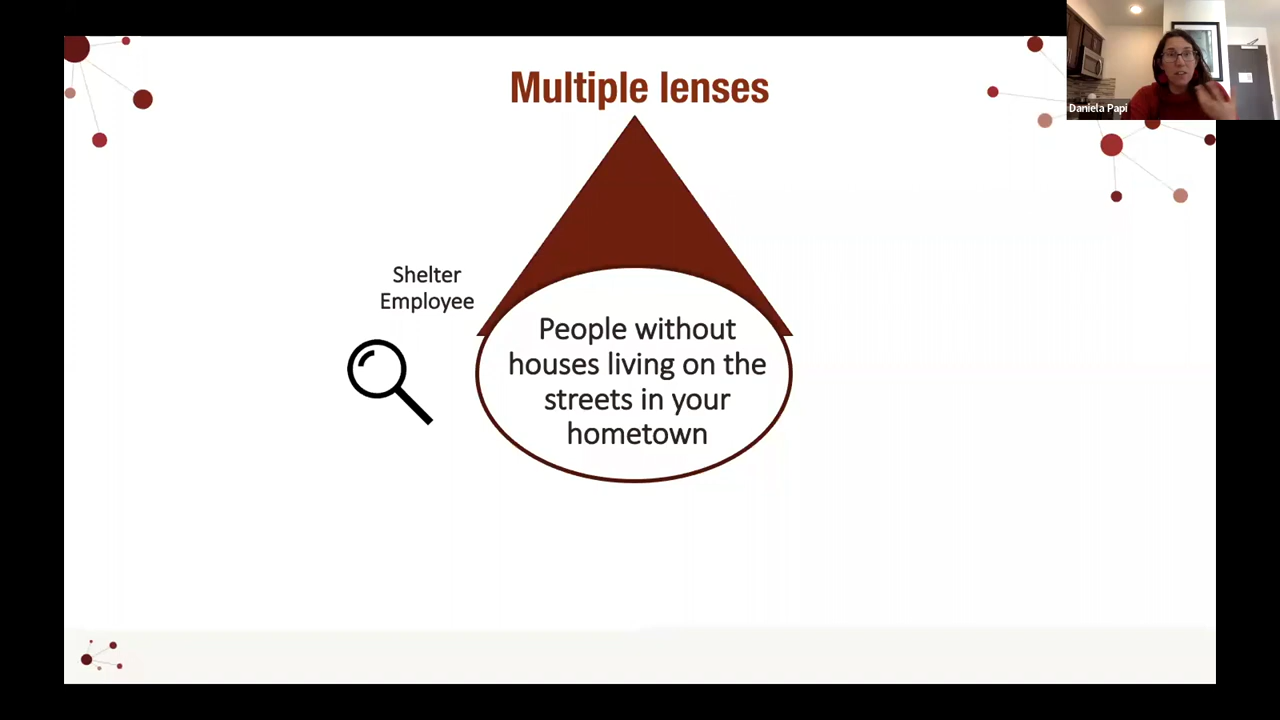 Multiple lenses
Daniela Papi
Shelter
Employee
People without
houses living on the
streets in your
hometown